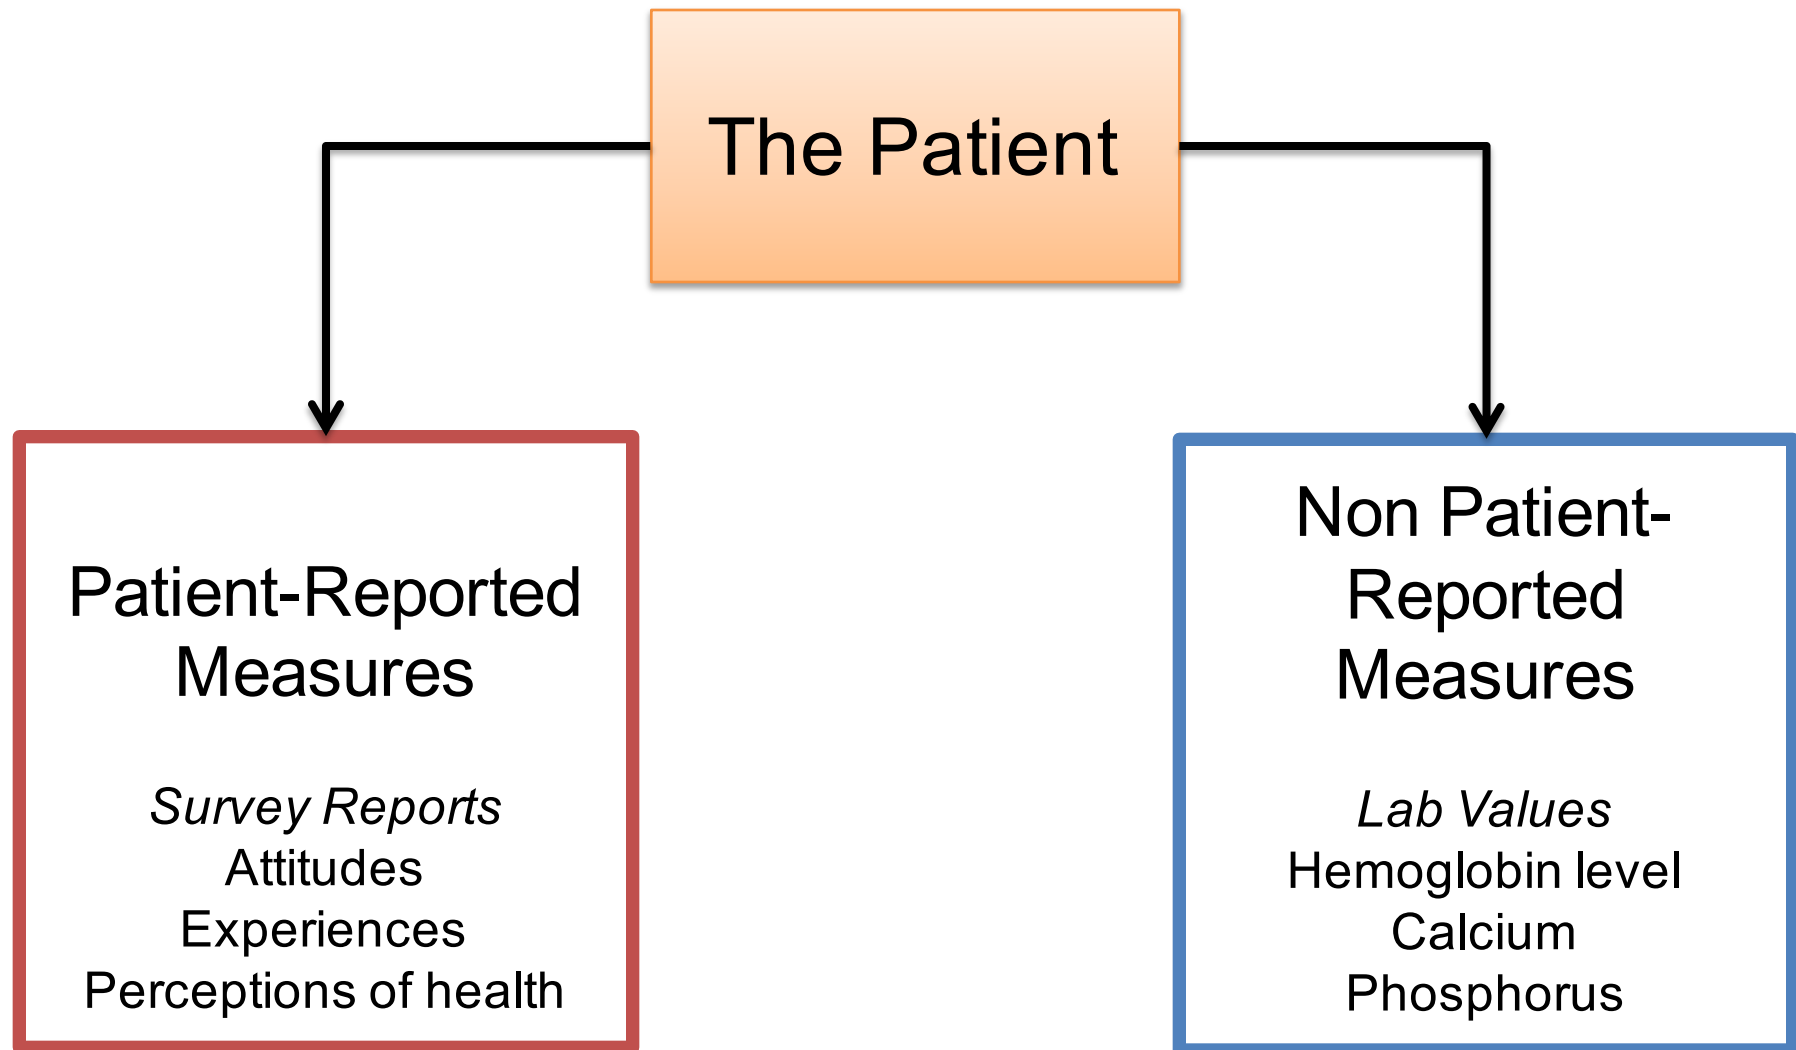 The Patient
Patient-Reported
Measures
Survey Reports
Attitudes
Experiences
Perceptions of health
Non Patient-
Reported
Measures
Lab Values
Hemoglobin level
Calcium
Phosphorus